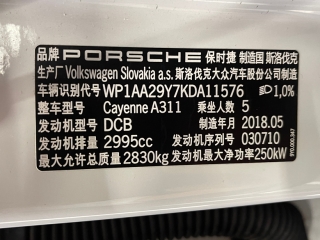 品牌 PORSCHE 保时捷 制造国 斯洛伐克
生产厂 Volkswagen Slovakia a.s. 斯洛伐克大众汽车股份公司制造
车辆识别代号 WP1AA29Y7KDA11576 1,0%
整车型号 Cayenne A311 乘坐人数 5
发动机型号 DCB 制造年月 2018.05
发动机排量 2995cc 发动机序列号 030710
最大允许总质量 2830kg 发动机最大净功率 250kW